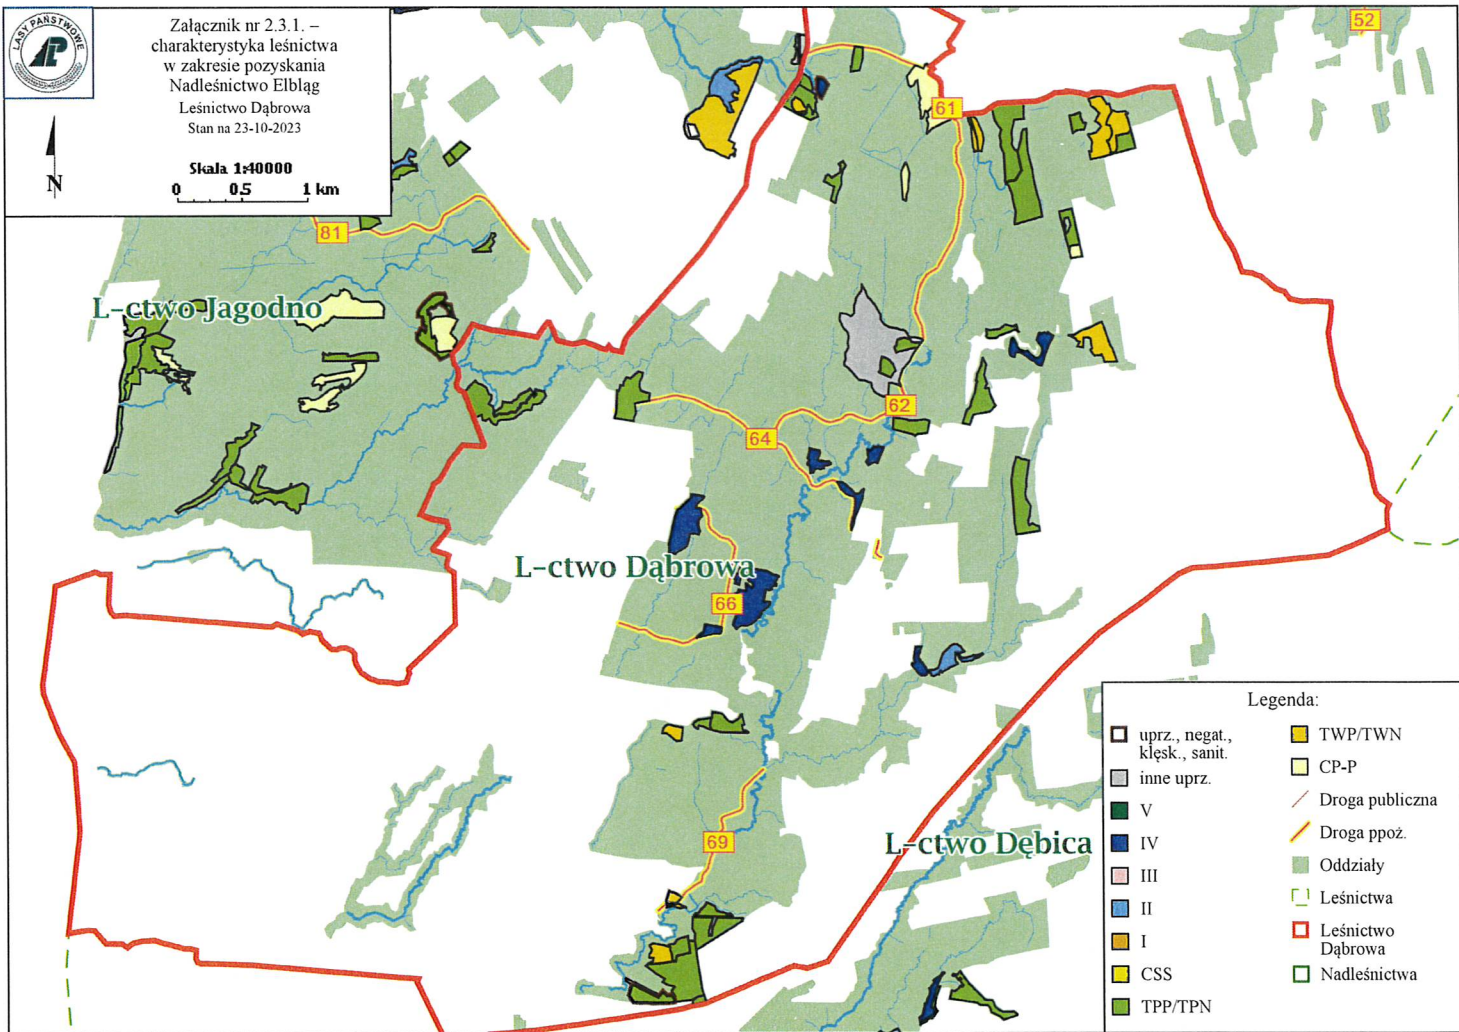 LASY PAŃSTWOWE
Załącznik nr 2.3.1. –
charakterystyka leśnictwa
w zakresie pozyskania
Nadleśnictwo Elbląg
Leśnictwo Dąbrowa
Stan na 23-10-2023
N
Skala 1:40000
0 0.5 1 km
52
61
81
L-ctwo Jagodno
62
64
L-ctwo Dąbrowa
66
69
L-ctwo Dębica
Legenda:
uprz., negat.,
klęsk., sanit.
inne uprz.
V
IV
III
II
I
CSS
TPP/TPN
TWP/TWN
CP-P
Droga publiczna
Droga ppoż.
Oddziały
Leśnictwa
Leśnictwo
Dąbrowa
Nadleśnictwa